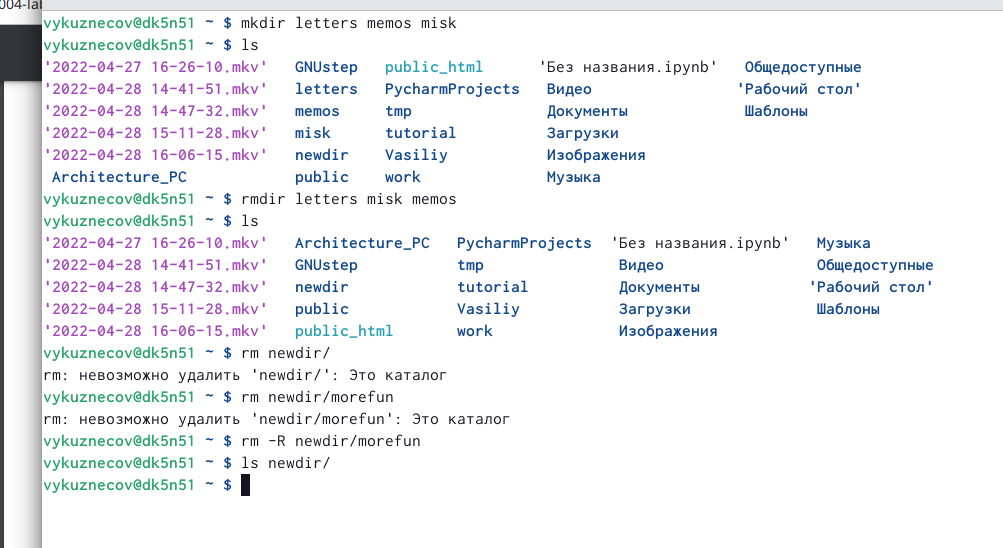 004-lab
vykuznecov@dk5n51 ~ $ mkdir letters memos misk
vykuznecov@dk5n51 ~ $ ls
'2022-04-27 16-26-10.mkv' GNUstep public_html 'Без названия.ipynb' Общедоступные
'2022-04-28 14-41-51.mkv' letters PycharmProjects Видео 'Рабочий стол'
'2022-04-28 14-47-32.mkv' memos tmp Документы Шаблоны
'2022-04-28 15-11-28.mkv' misk tutorial Загрузки
'2022-04-28 16-06-15.mkv' newdir Vasiliy Изображения
Architecture_PC public work Музыка
vykuznecov@dk5n51 ~ $ rmdir letters misk memos
vykuznecov@dk5n51 ~ $ ls
'2022-04-27 16-26-10.mkv' Architecture_PC PycharmProjects 'Без названия.ipynb' Музыка
'2022-04-28 14-41-51.mkv' GNUstep tmp Видео Общедоступные
'2022-04-28 14-47-32.mkv' newdir tutorial Документы 'Рабочий стол'
'2022-04-28 15-11-28.mkv' public Vasiliy Загрузки Шаблоны
'2022-04-28 16-06-15.mkv' public_html work Изображения
vykuznecov@dk5n51 ~ $ rm newdir/
rm: невозможно удалить 'newdir/': Это каталог
vykuznecov@dk5n51 ~ $ rm newdir/morefun
rm: невозможно удалить 'newdir/morefun': Это каталог
vykuznecov@dk5n51 ~ $ rm -R newdir/morefun
vykuznecov@dk5n51 ~ $ ls newdir/
vykuznecov@dk5n51 ~ $